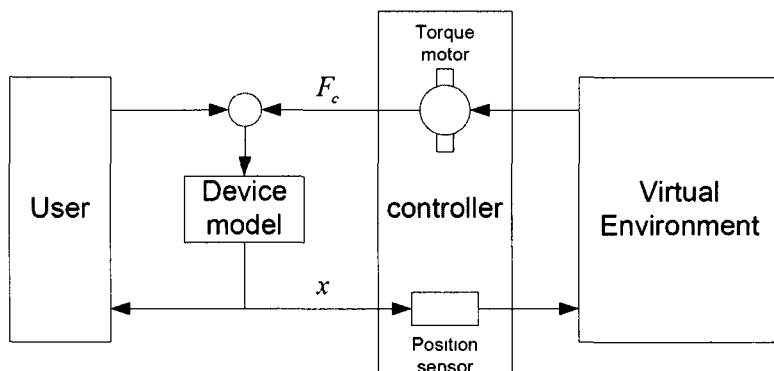 Torque
motor
F_c
User
Device
model
controller
Virtual
Environment
x
Position
sensor